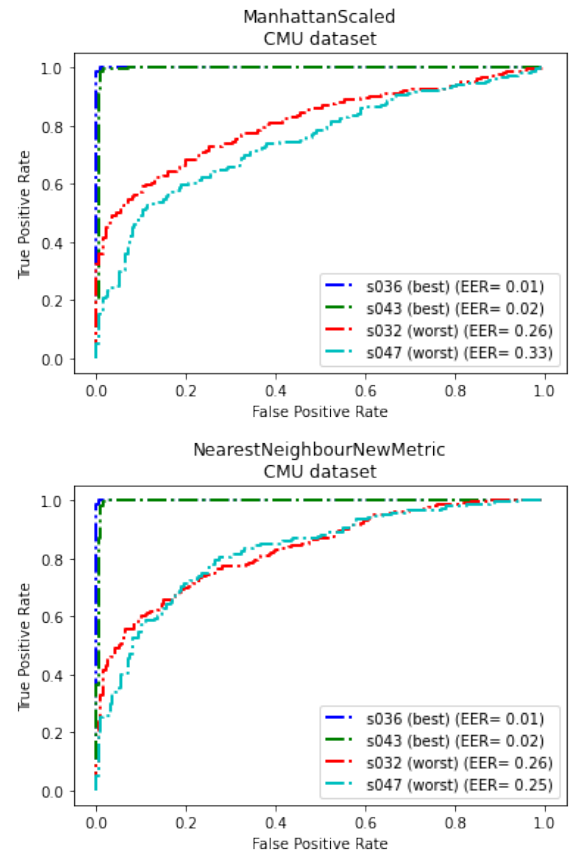 ManhattanScaled
CMU dataset
1.0
0.8
0.6
0.4
0.2
0.0
True Positive Rate
s036 (best) (EER= 0.01)
s043 (best) (EER= 0.02)
s032 (worst) (EER= 0.26)
s047 (worst) (EER= 0.33)
0.0 0.2 0.4 0.6 0.8 1.0
False Positive Rate
NearestNeighbourNewMetric
CMU dataset
1.0
0.8
0.6
0.4
0.2
0.0
True Positive Rate
s036 (best) (EER= 0.01)
s043 (best) (EER= 0.02)
s032 (worst) (EER= 0.26)
s047 (worst) (EER= 0.25)
0.0 0.2 0.4 0.6 0.8 1.0
False Positive Rate